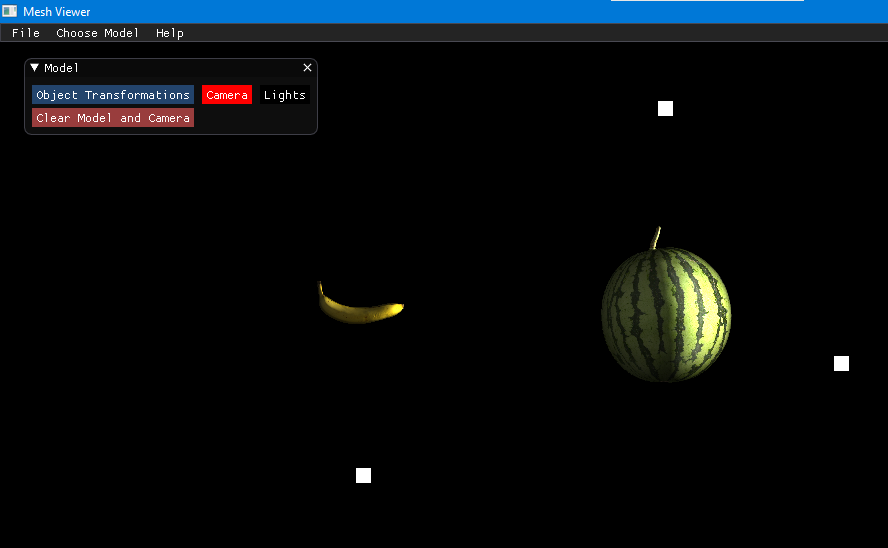 Mesh Viewer
File Choose Model Help
Model
Object Transformations Camera Lights
Clear Model and Camera